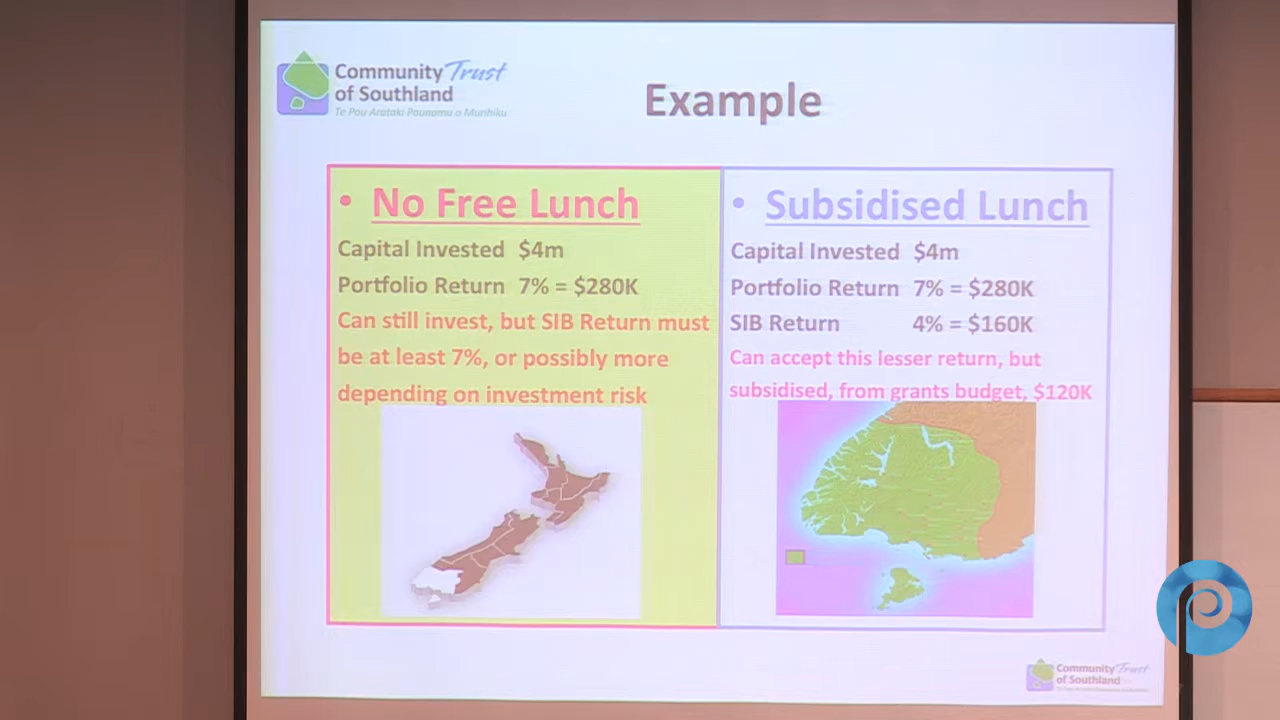 Community Trust
of Southland
Te Pou Arataki Pounamu o Murihiku
Example
• No Free Lunch
Capital Invested $4m
Portfolio Return 7% = $280K
Can still invest, but SIB Return must
be at least 7%, or possibly more
depending on investment risk
• Subsidised Lunch
Capital Invested $4m
Portfolio Return 7% = $280K
SIB Return 4% = $160K
Can accept this lesser return, but
subsidised, from grants budget, $120K
Community Trust
of Southland